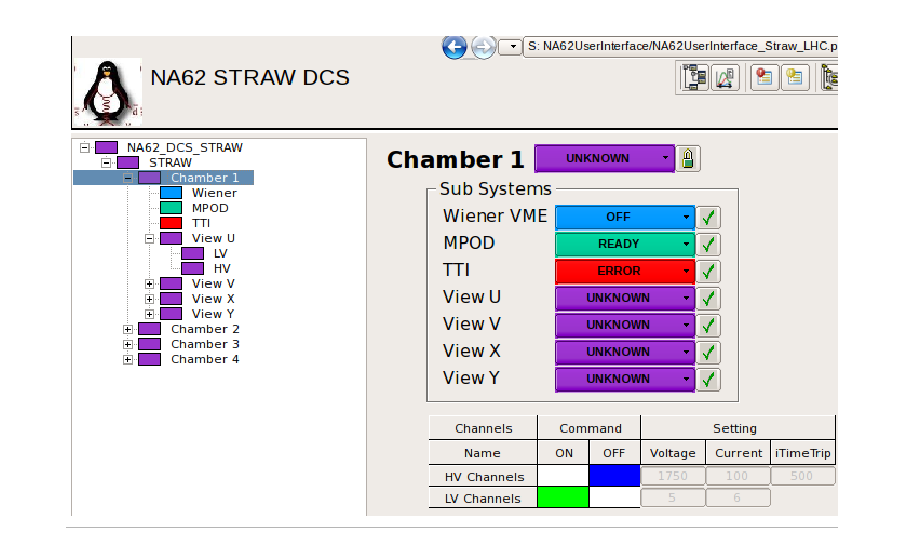 S: NA62UserInterface/NA62UserInterface_Straw_LHC.p
NA62 STRAW DCS
NA62_DCS_STRAW
STRAW
Chamber 1
Wiener
MPOD
TTI
View U
LV
HV
View V
View X
View Y
Chamber 2
Chamber 3
Chamber 4
Chamber 1 UNKNOWN
Sub Systems
Wiener VME OFF
MPOD READY
TTI ERROR
View U UNKNOWN
View V UNKNOWN
View X UNKNOWN
View Y UNKNOWN
Channels Command Setting
Name ON OFF Voltage Current iTimeTrip
HV Channels 1750 100 500
LV Channels 5 6